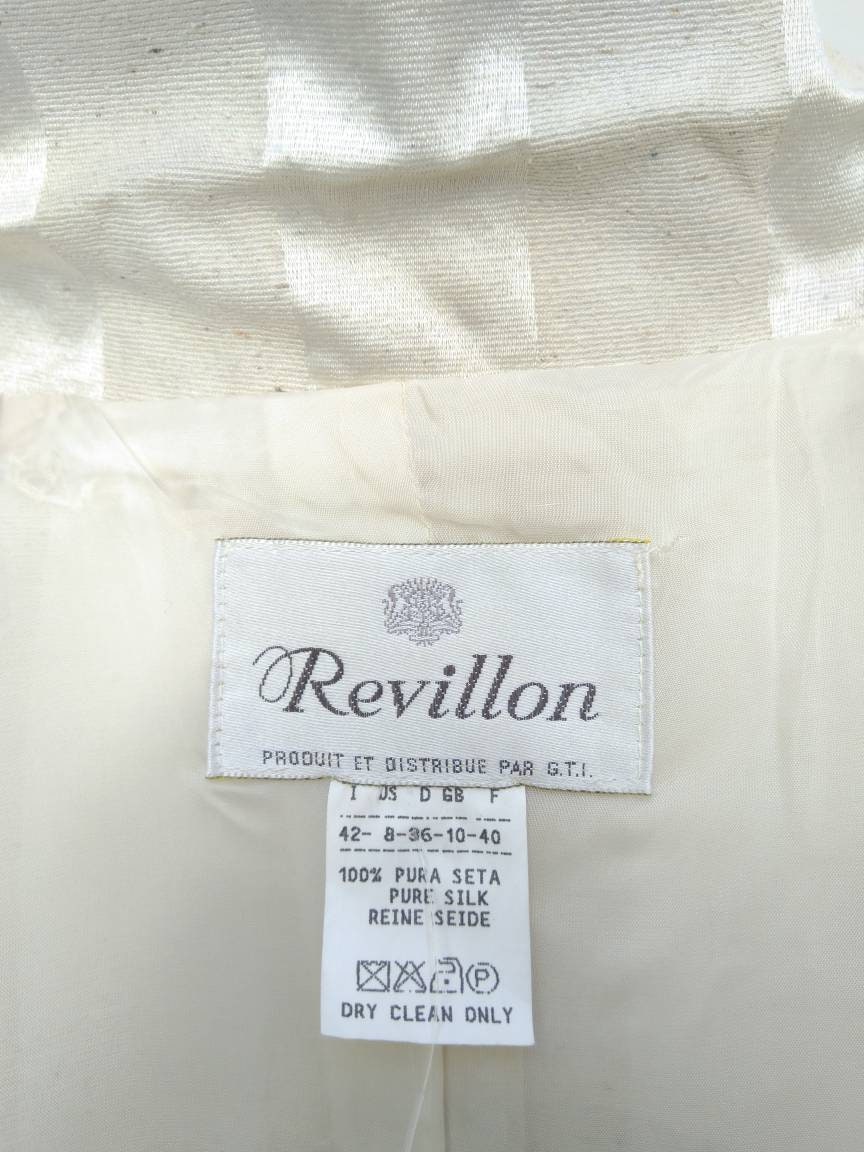 Revillon
PRODUIT ET DISTRIBUE PAR G.T.I.
I US D GB F
42- 8-36-10-40
100% PURA SETA
PURE SILK
REINE SEIDE
P
DRY CLEAN ONLY